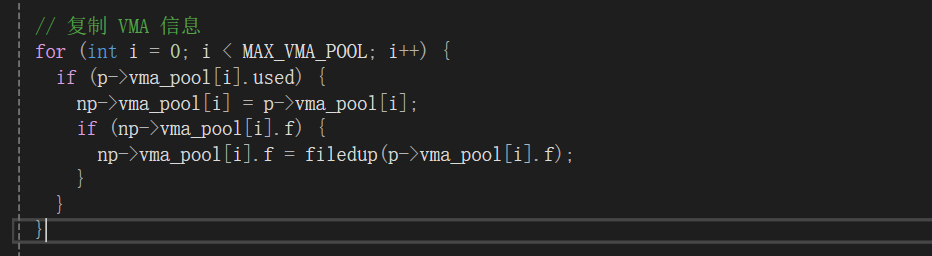 // 复制 VMA 信息
for (int i = 0; i < MAX_VMA_POOL; i++) {
if (p->vma_pool[i].used) {
np->vma_pool[i] = p->vma_pool[i];
if (np->vma_pool[i].f) {
np->vma_pool[i].f = filedup(p->vma_pool[i].f);
}
}
}